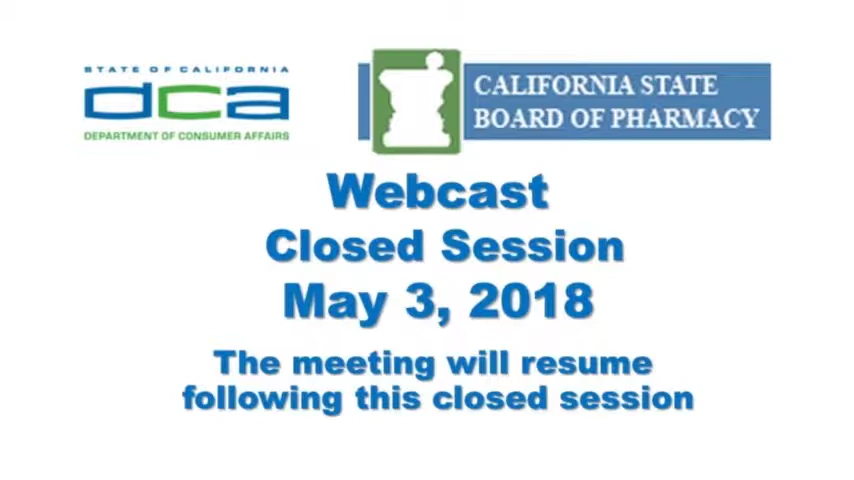 STATE OF CALIFORNIA
dca
DEPARTMENT OF CONSUMER AFFAIRS
CALIFORNIA STATE
BOARD OF PHARMACY
Webcast
Closed Session
May 3, 2018
The meeting will resume
following this closed session